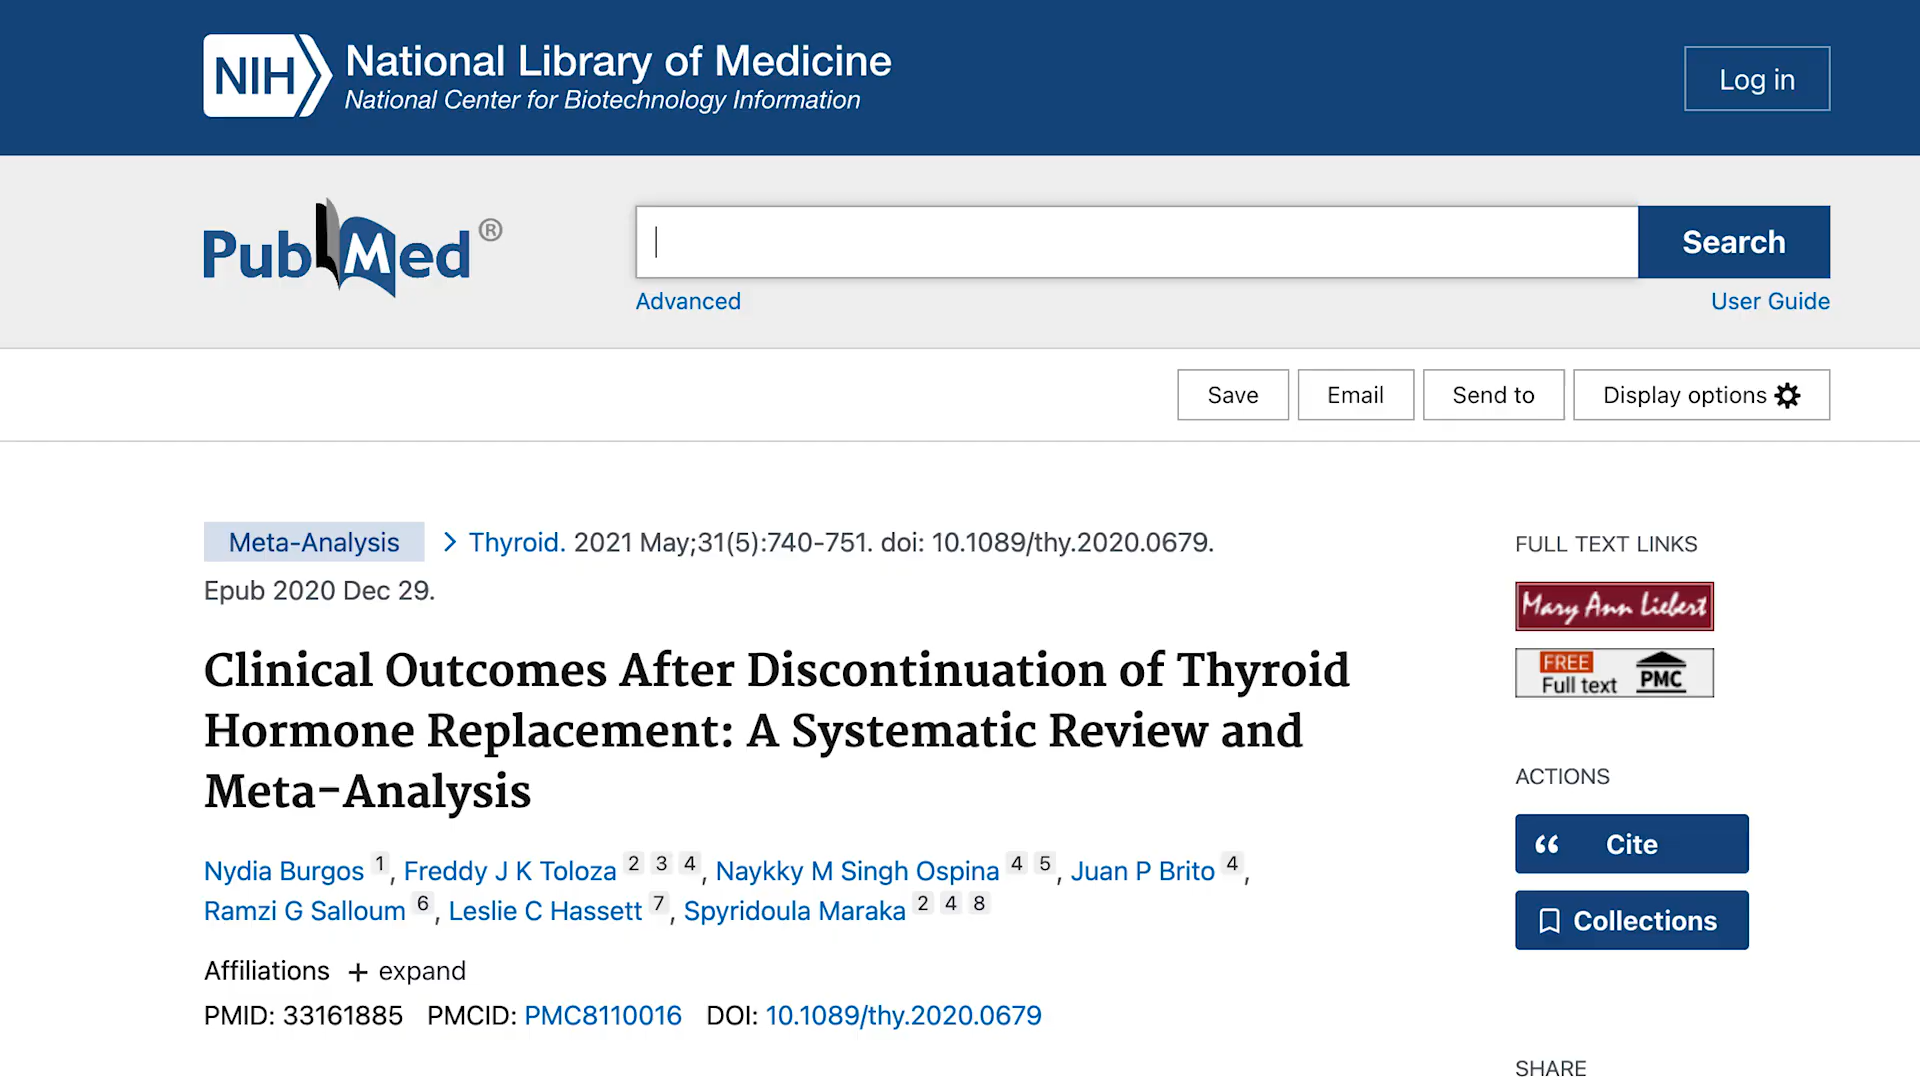 NIH National Library of Medicine
National Center for Biotechnology Information
Log in
PubMed®
Search
Advanced
User Guide
Save
Email
Send to
Display options
Meta-Analysis > Thyroid. 2021 May;31(5):740-751. doi: 10.1089/thy.2020.0679.
Epub 2020 Dec 29.
Clinical Outcomes After Discontinuation of Thyroid
Hormone Replacement: A Systematic Review and
Meta-Analysis
Nydia Burgos 1, Freddy J K Toloza 2 3 4, Naykky M Singh Ospina 4 5, Juan P Brito 4,
Ramzi G Salloum 6, Leslie C Hassett 7, Spyridoula Maraka 2 4 8
Affiliations + expand
PMID: 33161885 PMCID: PMC8110016 DOI: 10.1089/thy.2020.0679
FULL TEXT LINKS
Mary Ann Liebert
FREE
Full text PMC
ACTIONS
Cite
Collections
SHARE